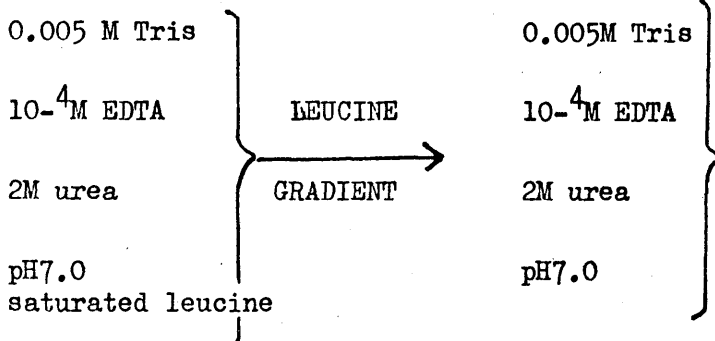 0.005 M Tris
10-⁴M EDTA
2M urea
pH7.0
saturated leucine
LEUCINE
GRADIENT
0.005M Tris
10-⁴M EDTA
2M urea
pH7.0